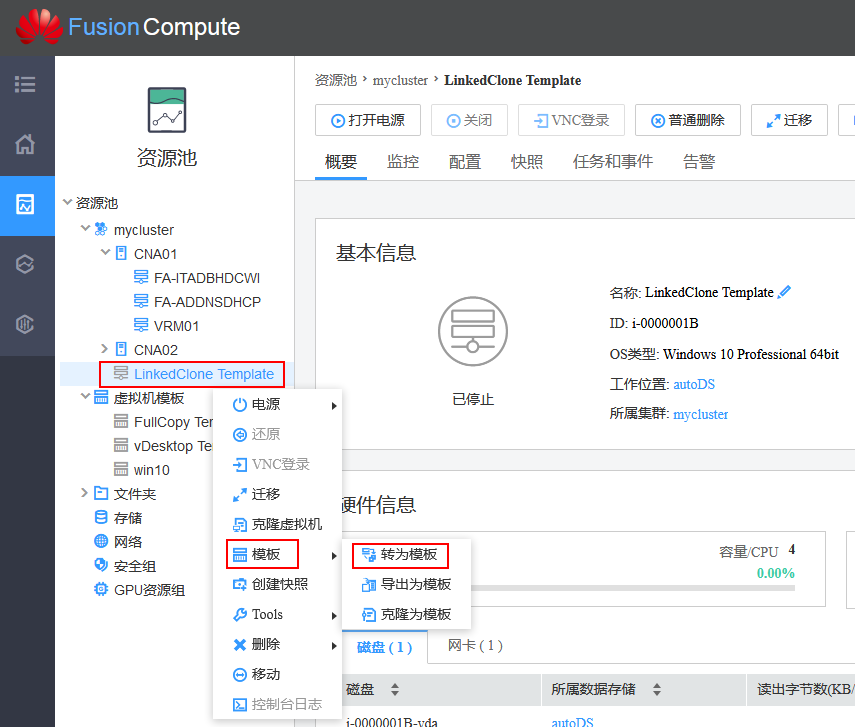 FusionCompute
资源池
资源池
mycluster
CNA01
FA-ITADBHDCWI
FA-ADDNSDHCP
VRM01
CNA02
LinkedClone Template
虚拟机模板
FullCopy Ter
vDesktop Te
win10
文件夹
存储
网络
安全组
GPU资源组
电源
还原
VNC登录
迁移
克隆虚拟机
模板
创建快照
Tools
删除
移动
控制台日志
转为模板
导出为模板
克隆为模板
资源池 > mycluster > LinkedClone Template
打开电源 关闭 VNC登录 普通删除 迁移
概要 监控 配置 快照 任务和事件 告警
基本信息
已停止
名称: LinkedClone Template
ID: i-0000001B
OS类型: Windows 10 Professional 64bit
工作位置: autoDS
所属集群: mycluster
硬件信息
容量/CPU 4
0.00%
磁盘 ( 1 ) 网卡 ( 1 )
磁盘 所属数据存储 读出字节数(KB/
i-0000001B-vda autoDS